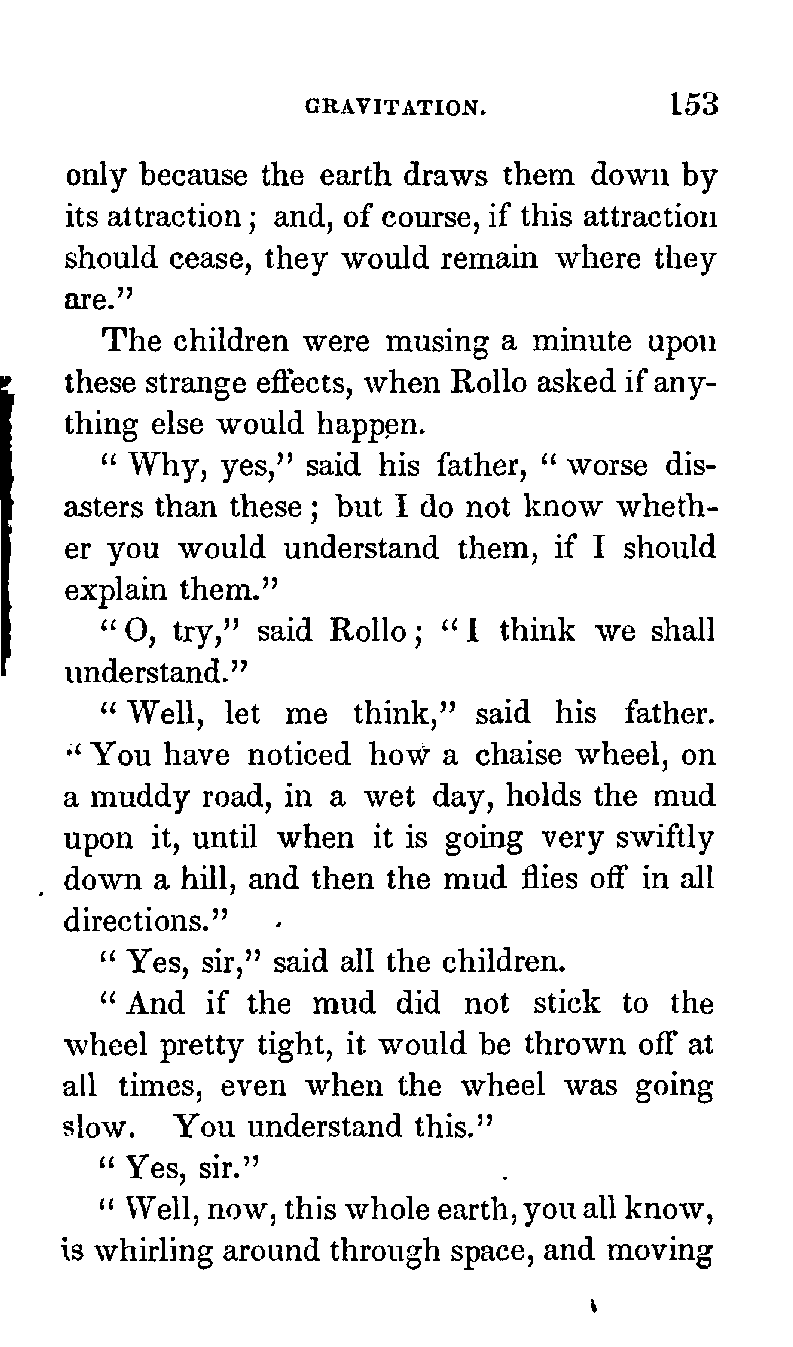 GRAVITATION. 153
only because the earth draws them down by
its attraction; and, of course, if this attraction
should cease, they would remain where they
are."
The children were musing a minute upon
these strange effects, when Rollo asked if any-
thing else would happen.
" Why, yes," said his father, " worse dis-
asters than these; but I do not know wheth-
er you would understand them, if I should
explain them."
" O, try," said Rollo; " I think we shall
understand."
" Well, let me think," said his father.
" You have noticed how a chaise wheel, on
a muddy road, in a wet day, holds the mud
upon it, until when it is going very swiftly
down a hill, and then the mud flies off in all
directions."
" Yes, sir," said all the children.
" And if the mud did not stick to the
wheel pretty tight, it would be thrown off at
all times, even when the wheel was going
slow. You understand this."
" Yes, sir."
" Well, now, this whole earth, you all know,
is whirling around through space, and moving